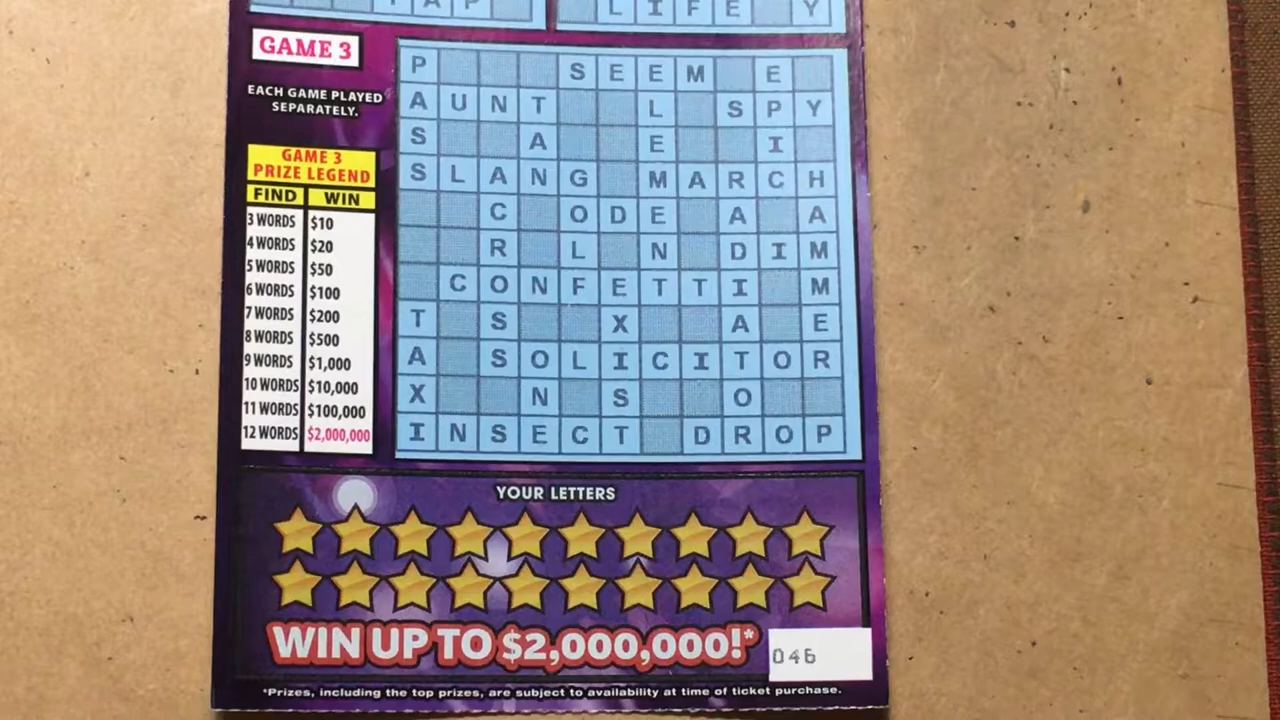 T A P
L I F E Y
GAME 3
EACH GAME PLAYED
SEPARATELY.
GAME 3
PRIZE LEGEND
FIND WIN
3 WORDS $10
4 WORDS $20
5 WORDS $50
6 WORDS $100
7 WORDS $200
8 WORDS $500
9 WORDS $1,000
10 WORDS $10,000
11 WORDS $100,000
12 WORDS $2,000,000
P S E E M E
A U N T L S P Y
S A E I
S L A N G M A R C H
C O D E A A
R L N D I M
C O N F E T T I M
T S X A E
A S O L I C I T O R
X N S O
I N S E C T D R O P
YOUR LETTERS
WIN UP TO $2,000,000!*
046
*Prizes, including the top prizes, are subject to availability at time of ticket purchase.